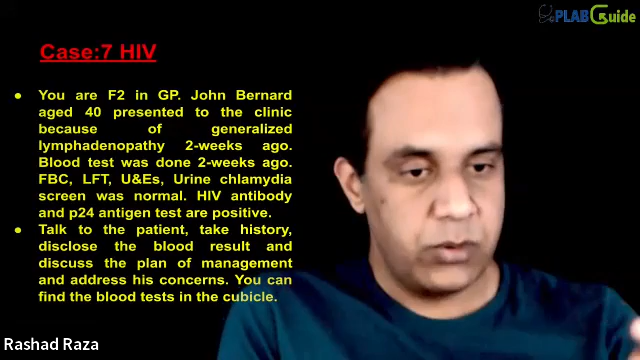 PLAB Guide
Case:7 HIV
● You are F2 in GP. John Bernard
aged 40 presented to the clinic
because of generalized
lymphadenopathy 2-weeks ago.
Blood test was done 2-weeks ago.
FBC, LFT, U&Es, Urine chlamydia
screen was normal. HIV antibody
and p24 antigen test are positive.
● Talk to the patient, take history,
disclose the blood result and
discuss the plan of management
and address his concerns. You can
find the blood tests in the cubicle.
Rashad Raza